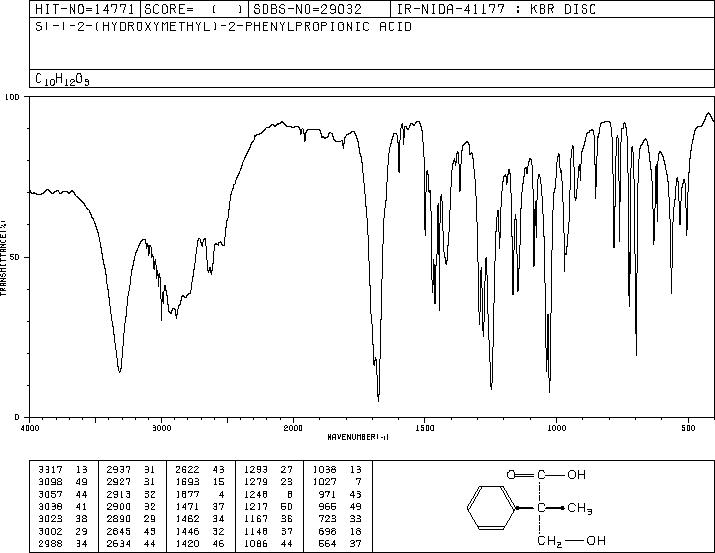 HIT-NO=14771 SCORE= ( ) SDBS-NO=29032 IR-NIDA-41177 : KBR DISC
S(-)-2-(HYDROXYMETHYL)-2-PHENYLPROPIONIC ACID
C10H12O3
100
50
0
TRANSMITTANCE(%)
4000 3000 2000 1500 1000 500
WAVENUMBER(-1)
3317 13 2937 31 2622 43 1293 27 1038 13
3098 49 2927 31 1693 15 1279 23 1027 7
3057 44 2913 32 1677 4 1248 8 971 43
3038 41 2900 32 1471 37 1217 50 966 49
3023 38 2890 29 1462 34 1167 36 723 33
3002 29 2645 49 1446 32 1148 37 698 18
2988 34 2634 44 1420 46 1086 44 564 37
O=C-OH
C-CH3
CH2-OH